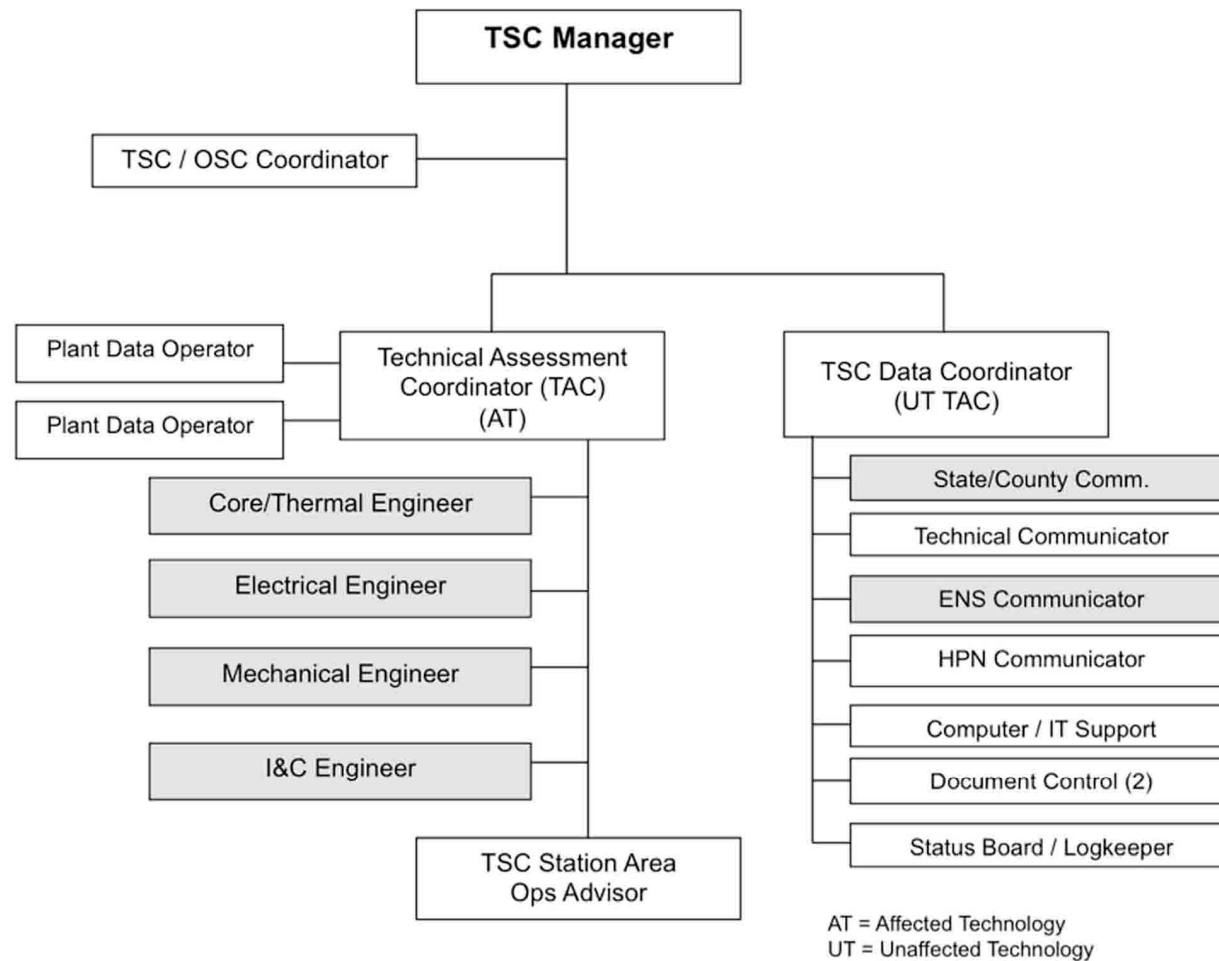 TSC Manager
TSC / OSC Coordinator
Plant Data Operator
Plant Data Operator
Technical Assessment
Coordinator (TAC)
(AT)
TSC Data Coordinator
(UT TAC)
Core/Thermal Engineer
Electrical Engineer
Mechanical Engineer
I&C Engineer
TSC Station Area
Ops Advisor
State/County Comm.
Technical Communicator
ENS Communicator
HPN Communicator
Computer / IT Support
Document Control (2)
Status Board / Logkeeper
AT = Affected Technology
UT = Unaffected Technology